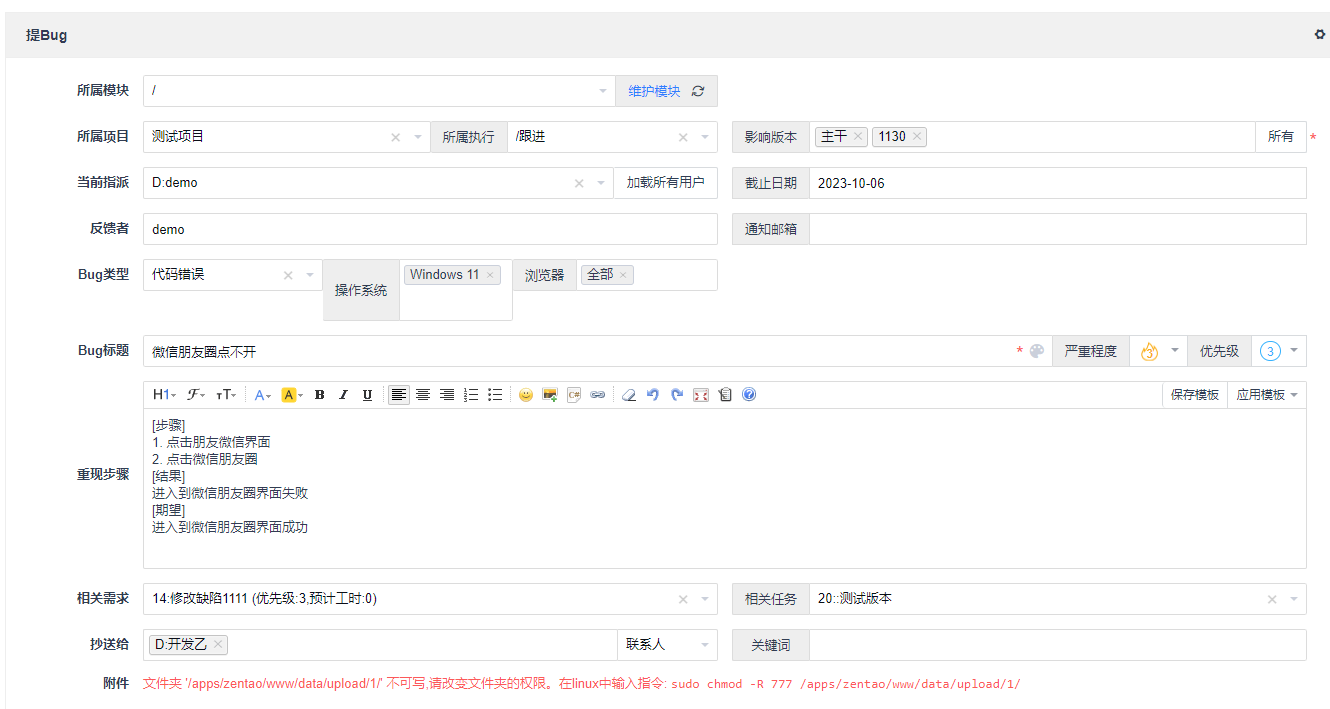 提Bug
所属模块 / 维护模块
所属项目 测试项目 所属执行 /跟进 影响版本 主干 1130 所有 *
当前指派 D:demo 加载所有用户 截止日期 2023-10-06
反馈者 demo 通知邮箱
Bug类型 代码错误 操作系统 Windows 11 浏览器 全部
Bug标题 微信朋友圈点不开 * 严重程度 3 优先级 3
H1 ℱ тT A A B I U C# 保存模板 应用模板
重现步骤
[步骤]
1. 点击朋友微信界面
2. 点击微信朋友圈
[结果]
进入到微信朋友圈界面失败
[期望]
进入到微信朋友圈界面成功
相关需求 14:修改缺陷1111 (优先级:3,预计工时:0) 相关任务 20::测试版本
抄送给 D:开发乙 联系人 关键词
附件 文件夹 '/apps/zentao/www/data/upload/1/' 不可写,请改变文件夹的权限。在linux中输入指令: sudo chmod -R 777 /apps/zentao/www/data/upload/1/